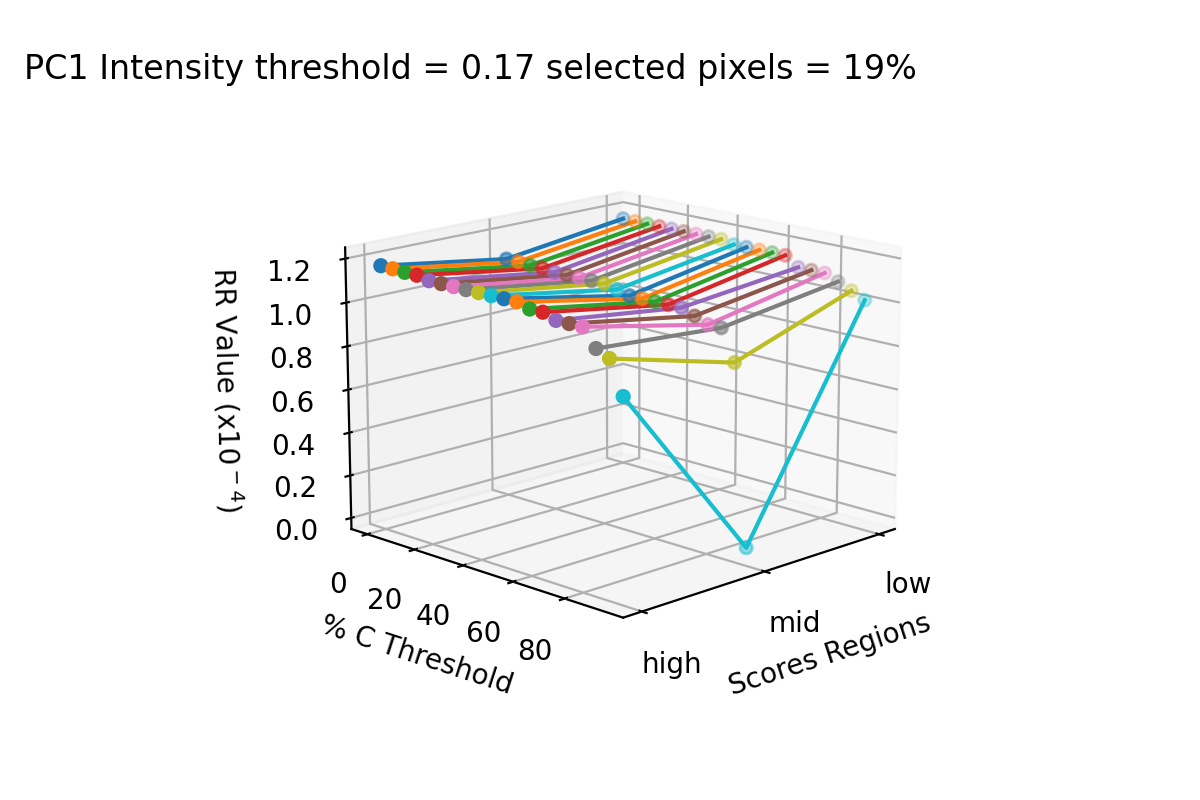 PC1 Intensity threshold = 0.17 selected pixels = 19%
1.2
1.0
0.8
0.6
0.4
0.2
0.0
RR Value (x10⁻⁴)
0
20
40
60
80
% C Threshold
high
mid
low
Scores Regions